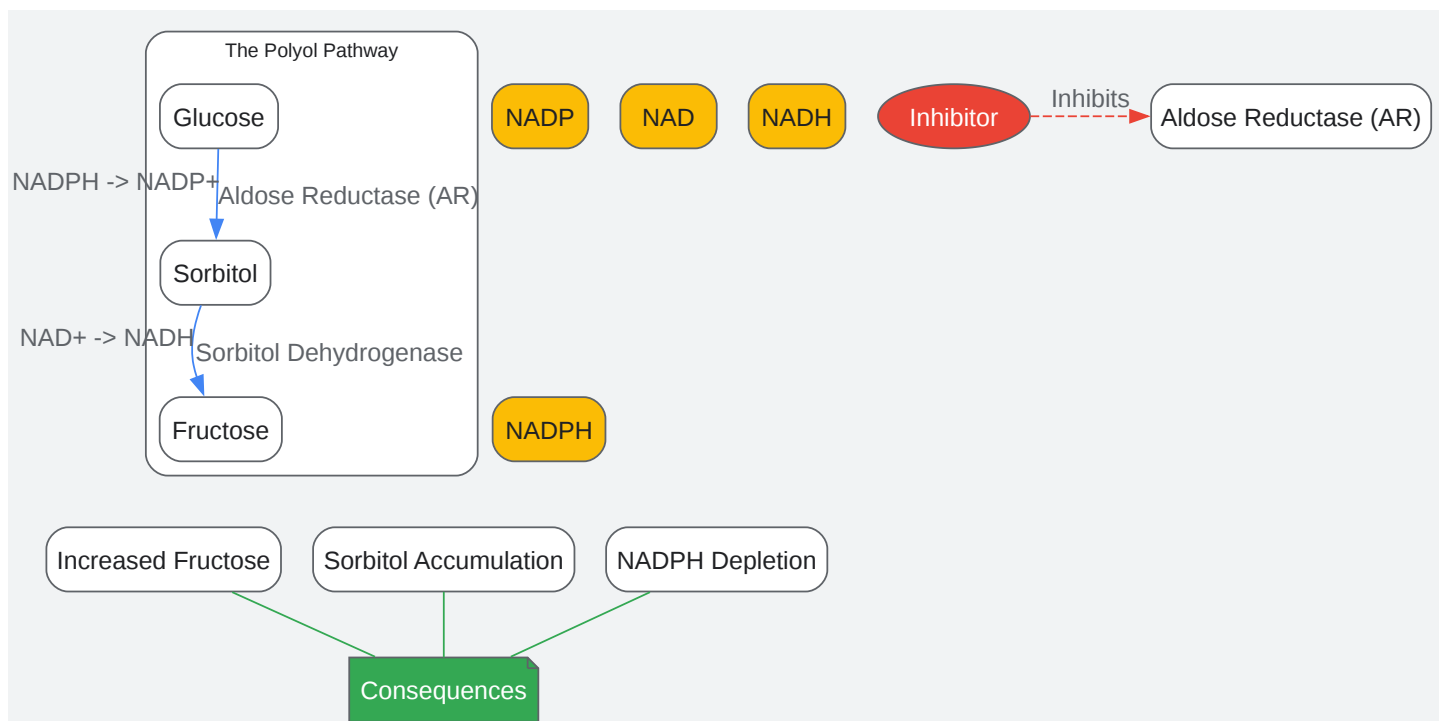 The Polyol Pathway
Glucose
NADP
NAD
NADH
Inhibitor
Inhibits
Aldose Reductase (AR)
NADPH -> NADP+
Aldose Reductase (AR)
Sorbitol
NAD+ -> NADH
Sorbitol Dehydrogenase
Fructose
NADPH
Increased Fructose
Sorbitol Accumulation
NADPH Depletion
Consequences